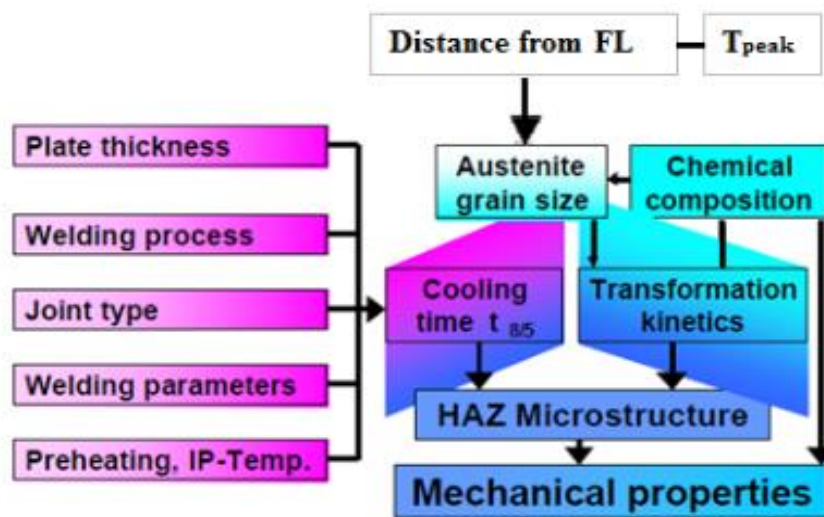 Distance from FL
Tpeak
Plate thickness
Welding process
Joint type
Welding parameters
Preheating, IP-Temp.
Austenite
grain size
Chemical
composition
Cooling
time t 8/5
Transformation
kinetics
HAZ Microstructure
Mechanical properties